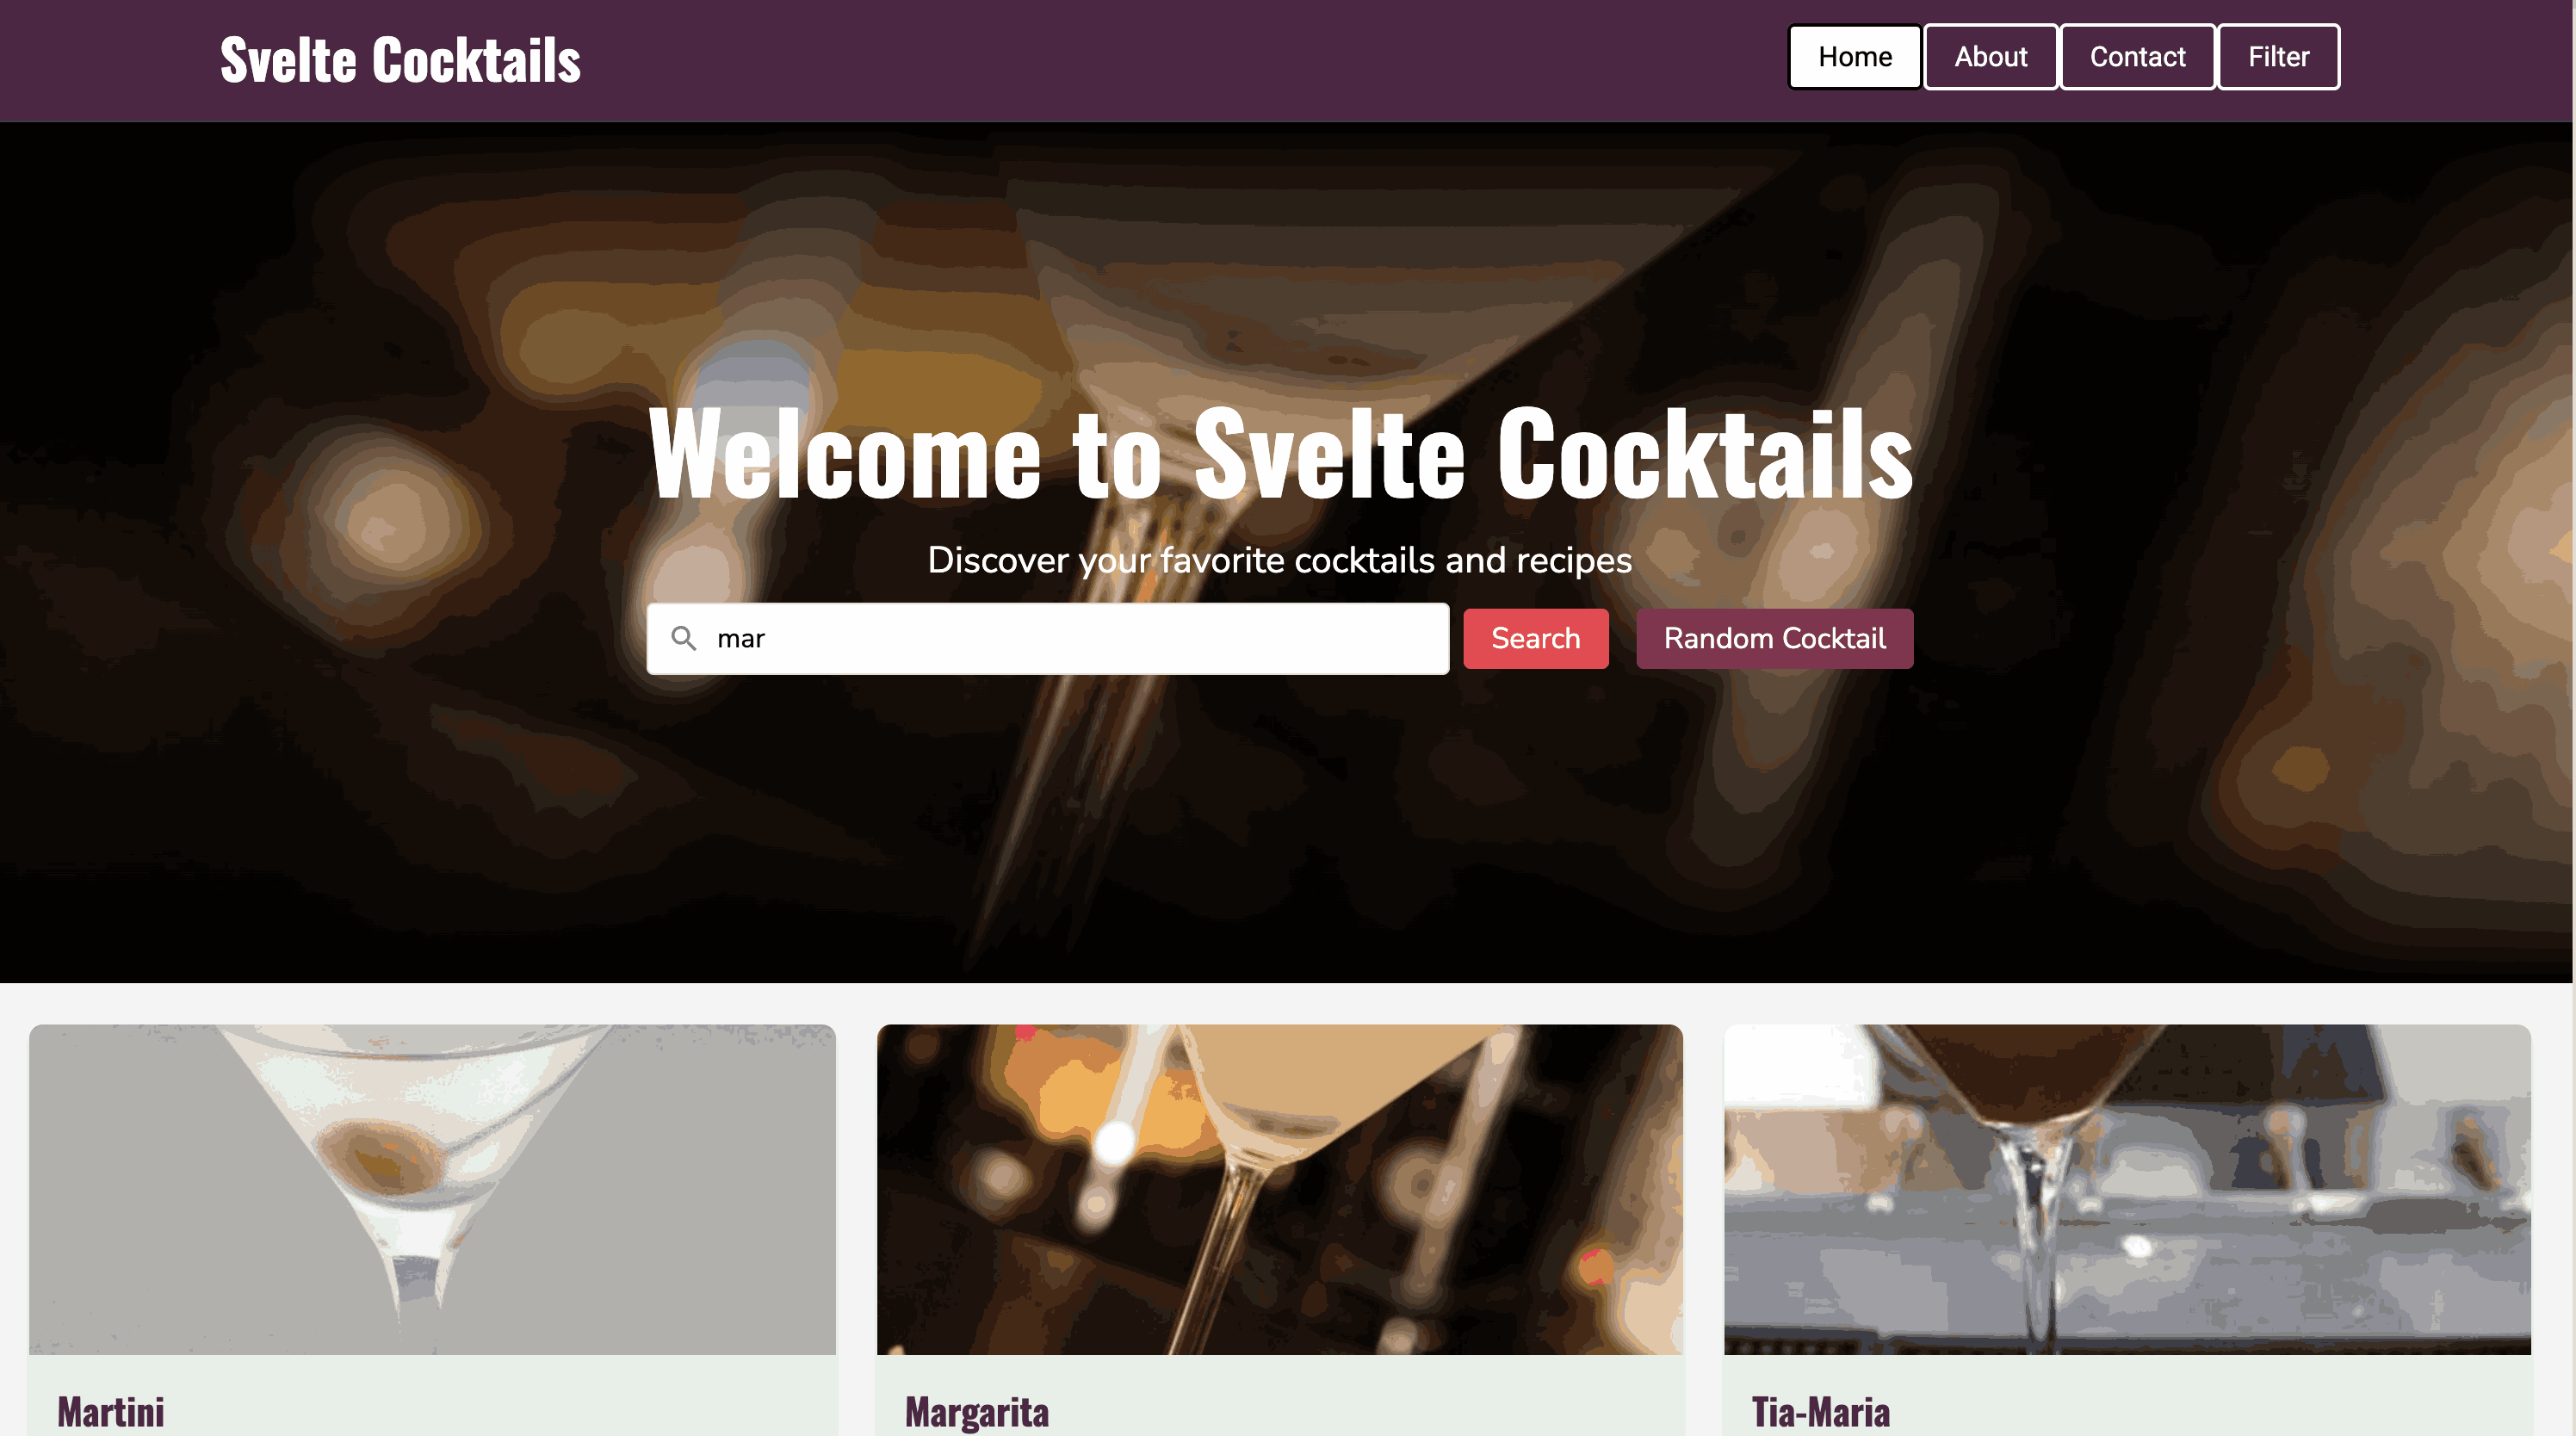 Svelte Cocktails
Home About Contact Filter
Welcome to Svelte Cocktails
Discover your favorite cocktails and recipes
mar Search Random Cocktail
Martini Margarita Tia-Maria